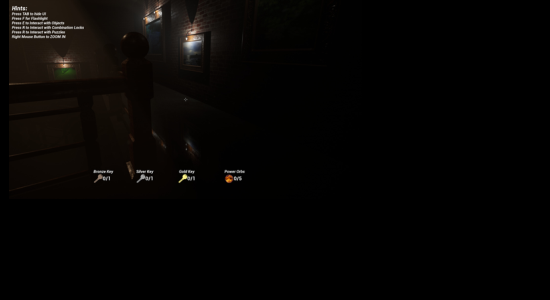 Hints:
Press TAB to hide UI
Press F for Flashlight
Press E to Interact with Objects
Press R to Interact with Combination Locks
Press R to Interact with Puzzles
Right Mouse Button to ZOOM IN
Bronze Key Silver Key Gold Key Power Orbs
0/1 0/1 0/1 0/5